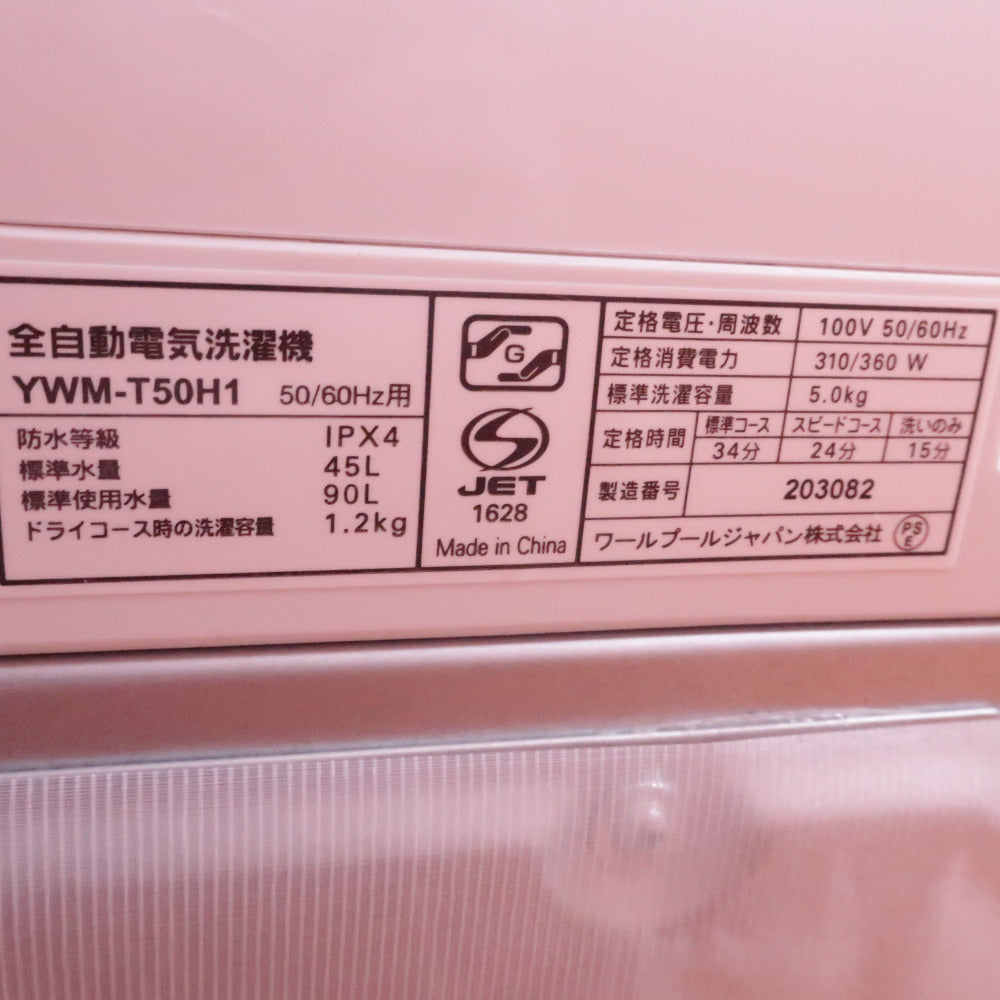 全自動電気洗濯機
YWM-T50H1 50/60Hz用
防水等級 IPX4
標準水量 45L
標準使用水量 90L
ドライコース時の洗濯容量 1.2kg
G
JET
1628
Made in China
定格電圧・周波数 100V 50/60Hz
定格消費電力 310/360 W
標準洗濯容量 5.0kg
定格時間 標準コース スピードコース 洗いのみ
34分 24分 15分
製造番号 203082
ワールプールジャパン株式会社 PSE